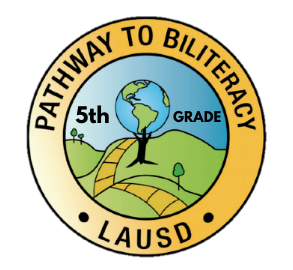 PATHWAY TO BILITERACY
5th GRADE
• LAUSD •